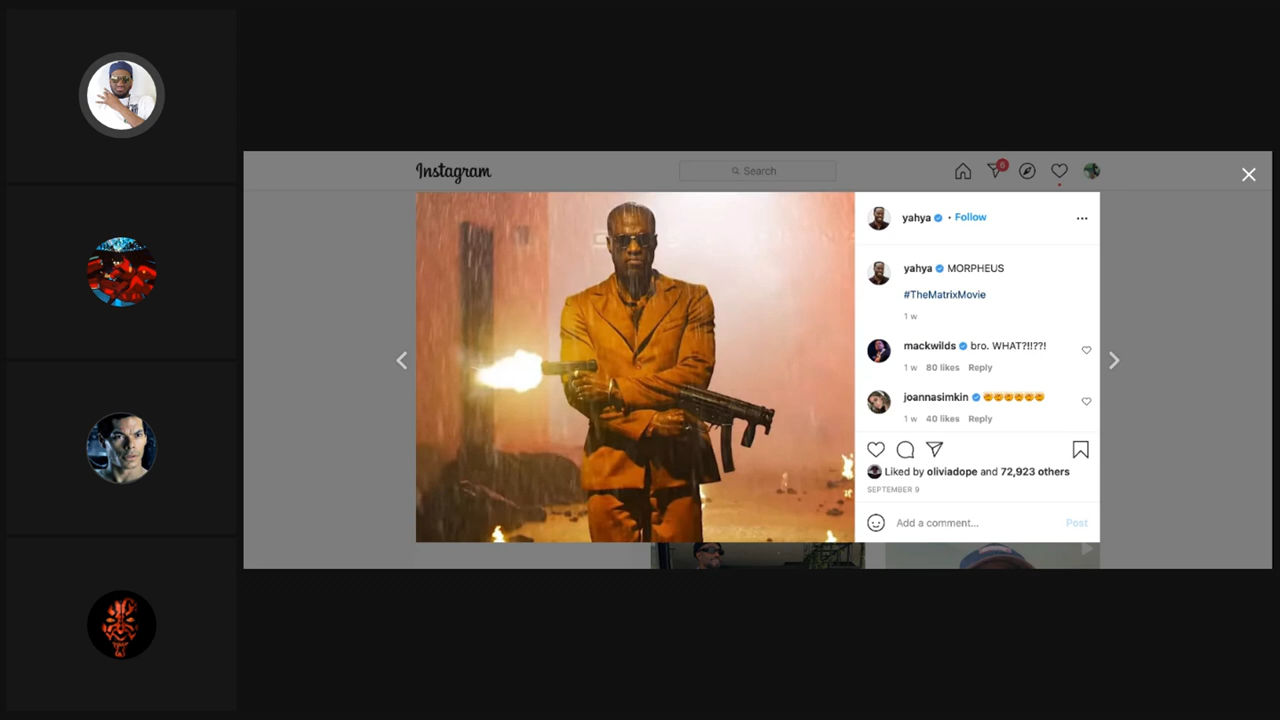 Instagram
Search
6
yahya • Follow
yahya MORPHEUS
#TheMatrixMovie
1 w
mackwilds bro. WHAT?!!??!
1 w 80 likes Reply
joannasimkin
1 w 40 likes Reply
Liked by oliviadope and 72,923 others
SEPTEMBER 9
Add a comment... Post